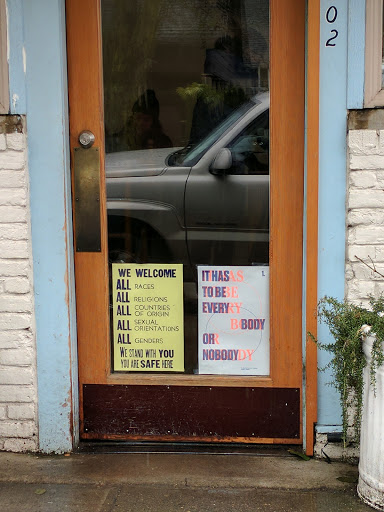 02
WE WELCOME
ALL RACES
ALL RELIGIONS
ALL COUNTRIES OF ORIGIN
ALL SEXUAL ORIENTATIONS
ALL GENDERS
WE STAND WITH YOU
YOU ARE SAFE HERE
IT HAS
TO BE
EVERY
BODY
OR
NOBODY